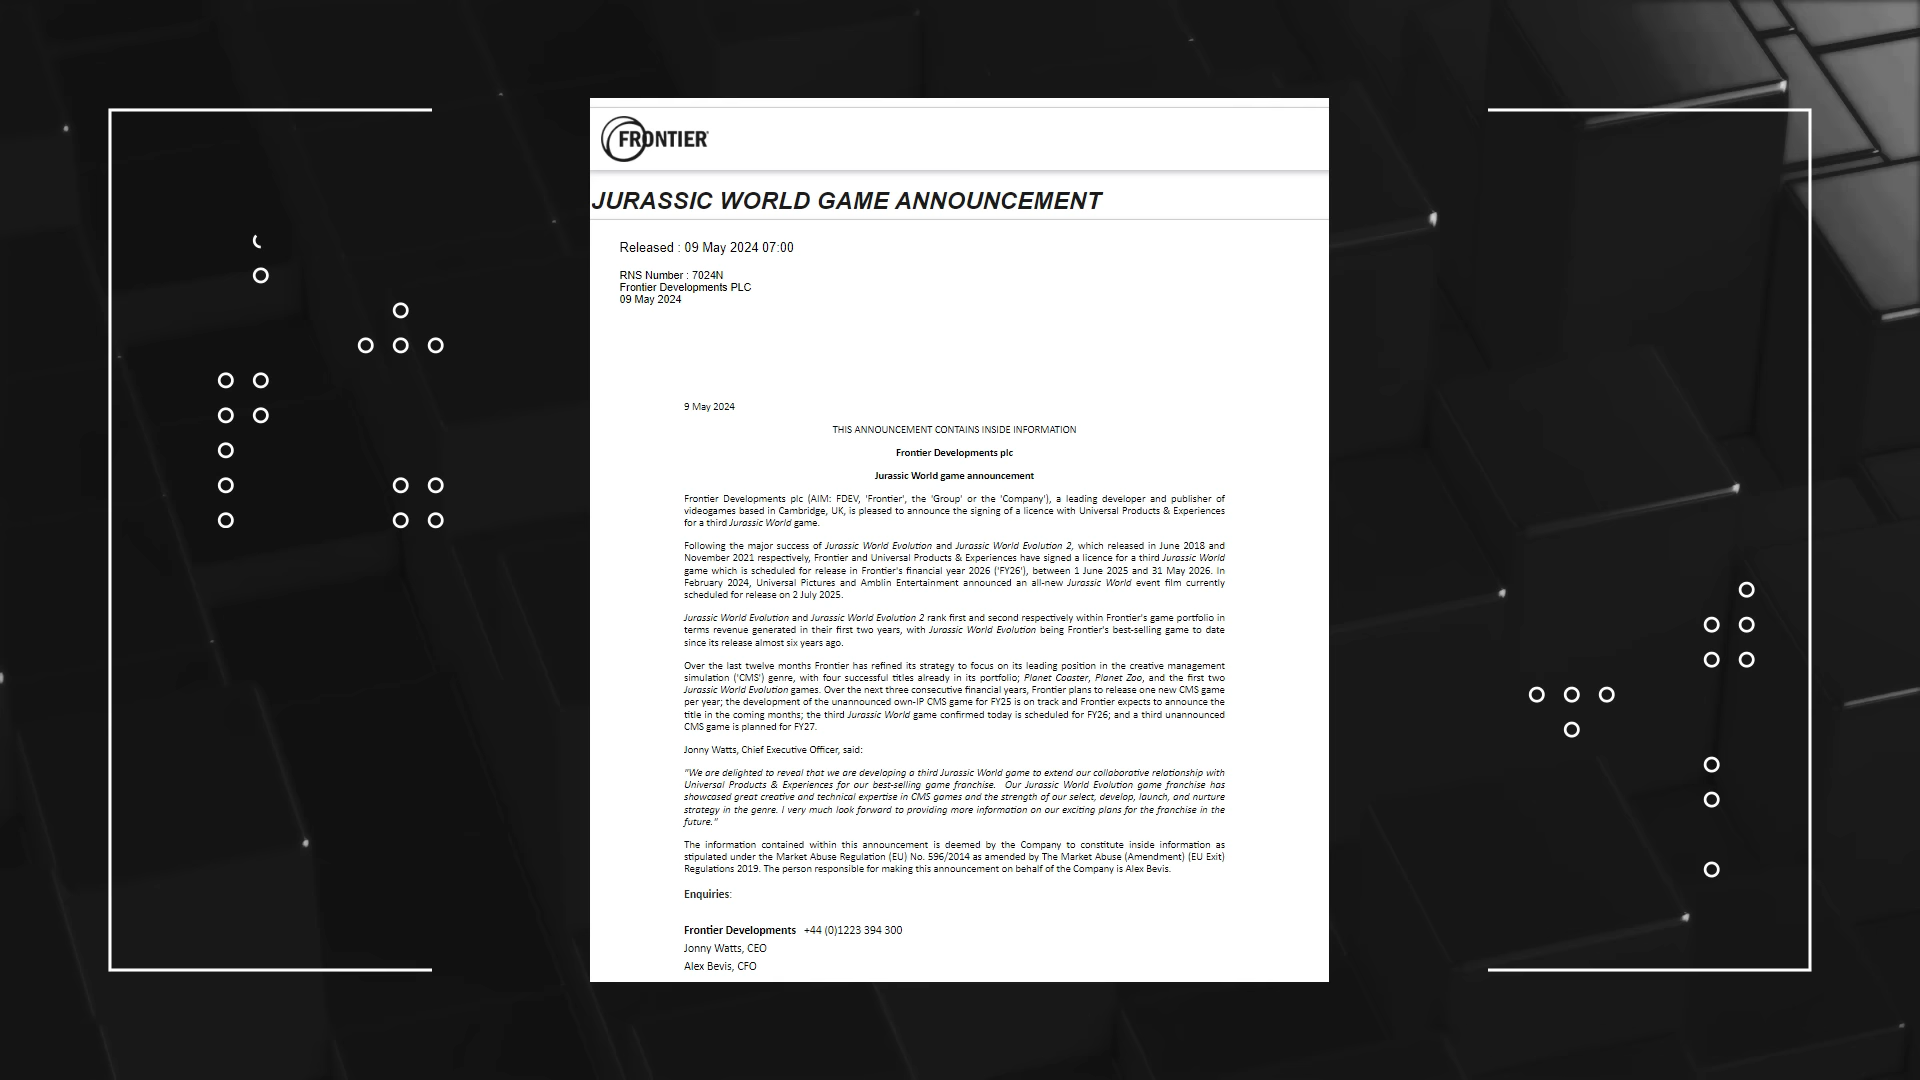 FRONTIER
JURASSIC WORLD GAME ANNOUNCEMENT
Released : 09 May 2024 07:00
RNS Number : 7024N
Frontier Developments PLC
09 May 2024
9 May 2024
THIS ANNOUNCEMENT CONTAINS INSIDE INFORMATION
Frontier Developments plc
Jurassic World game announcement
Frontier Developments plc (AIM: FDEV, 'Frontier', the 'Group' or the 'Company'), a leading developer and publisher of
videogames based in Cambridge, UK, is pleased to announce the signing of a licence with Universal Products & Experiences
for a third Jurassic World game.
Following the major success of Jurassic World Evolution and Jurassic World Evolution 2, which released in June 2018 and
November 2021 respectively, Frontier and Universal Products & Experiences have signed a licence for a third Jurassic World
game which is scheduled for release in Frontier's financial year 2026 ('FY26'), between 1 June 2025 and 31 May 2026. In
February 2024, Universal Pictures and Amblin Entertainment announced an all-new Jurassic World event film currently
scheduled for release on 2 July 2025.
Jurassic World Evolution and Jurassic World Evolution 2 rank first and second respectively within Frontier's game portfolio in
terms revenue generated in their first two years, with Jurassic World Evolution being Frontier's best-selling game to date
since its release almost six years ago.
Over the last twelve months Frontier has refined its strategy to focus on its leading position in the creative management
simulation ('CMS') genre, with four successful titles already in its portfolio; Planet Coaster, Planet Zoo, and the first two
Jurassic World Evolution games. Over the next three consecutive financial years, Frontier plans to release one new CMS game
per year; the development of the unannounced own-IP CMS game for FY25 is on track and Frontier expects to announce the
title in the coming months; the third Jurassic World game confirmed today is scheduled for FY26; and a third unannounced
CMS game is planned for FY27.
Jonny Watts, Chief Executive Officer, said:
"We are delighted to reveal that we are developing a third Jurassic World game to extend our collaborative relationship with
Universal Products & Experiences for our best-selling game franchise. Our Jurassic World Evolution game franchise has
showcased great creative and technical expertise in CMS games and the strength of our select, develop, launch, and nurture
strategy in the genre. I very much look forward to providing more information on our exciting plans for the franchise in the
future."
The information contained within this announcement is deemed by the Company to constitute inside information as
stipulated under the Market Abuse Regulation (EU) No. 596/2014 as amended by The Market Abuse (Amendment) (EU Exit)
Regulations 2019. The person responsible for making this announcement on behalf of the Company is Alex Bevis.
Enquiries:
Frontier Developments +44 (0)1223 394 300
Jonny Watts, CEO
Alex Bevis, CFO